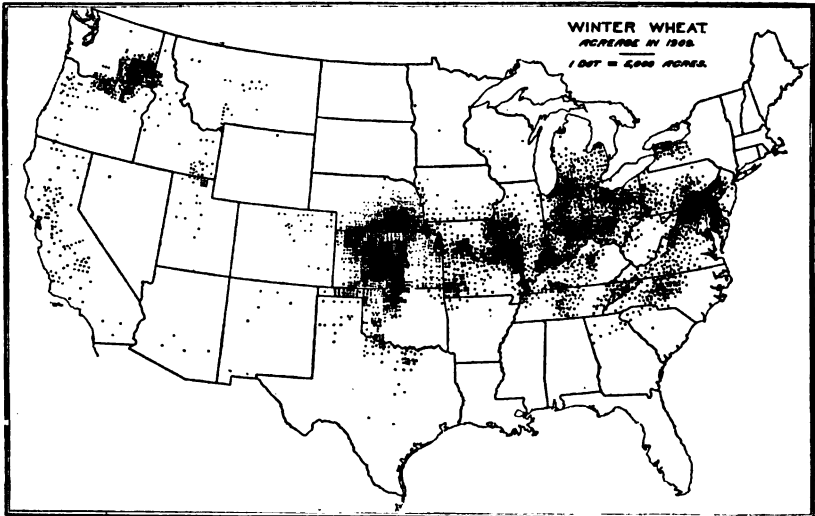 WINTER WHEAT
ACREAGE IN 1909.
1 DOT = 5,000 ACRES.